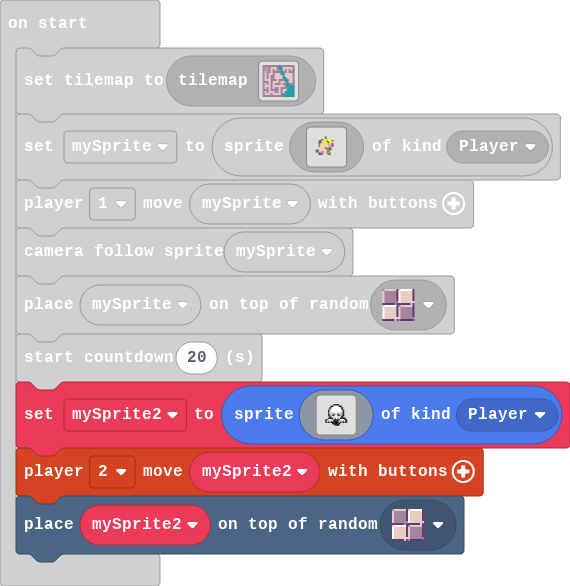 on start
set tilemap to tilemap
set mySprite to sprite of kind Player
player 1 move mySprite with buttons
camera follow sprite mySprite
place mySprite on top of random
start countdown 20 (s)
set mySprite2 to sprite of kind Player
player 2 move mySprite2 with buttons
place mySprite2 on top of random